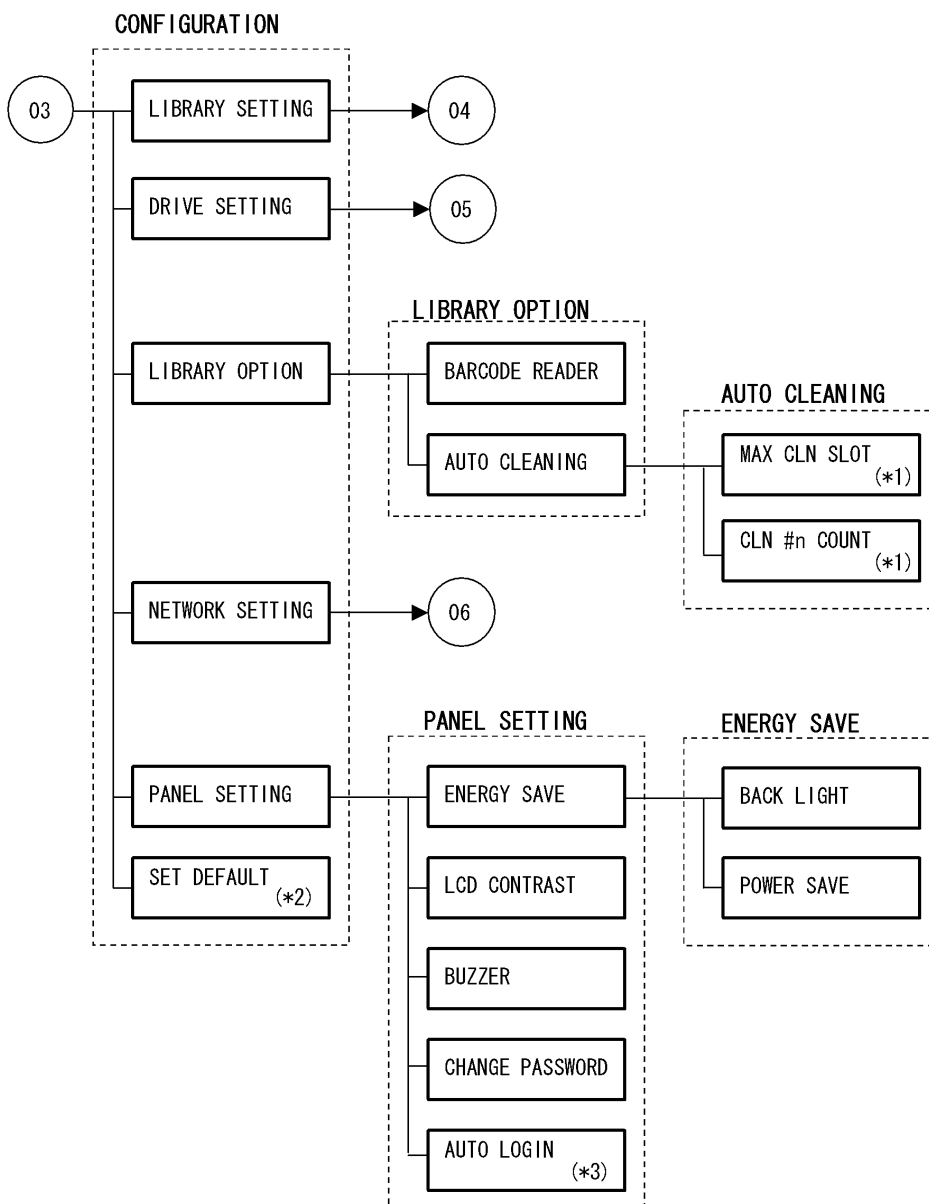 CONFIGURATION
03
LIBRARY SETTING
04
DRIVE SETTING
05
LIBRARY OPTION
LIBRARY OPTION
BARCODE READER
AUTO CLEANING
AUTO CLEANING
MAX CLN SLOT
(*1)
CLN #n COUNT
(*1)
NETWORK SETTING
06
PANEL SETTING
PANEL SETTING
ENERGY SAVE
ENERGY SAVE
BACK LIGHT
POWER SAVE
SET DEFAULT
(*2)
LCD CONTRAST
BUZZER
CHANGE PASSWORD
AUTO LOGIN
(*3)